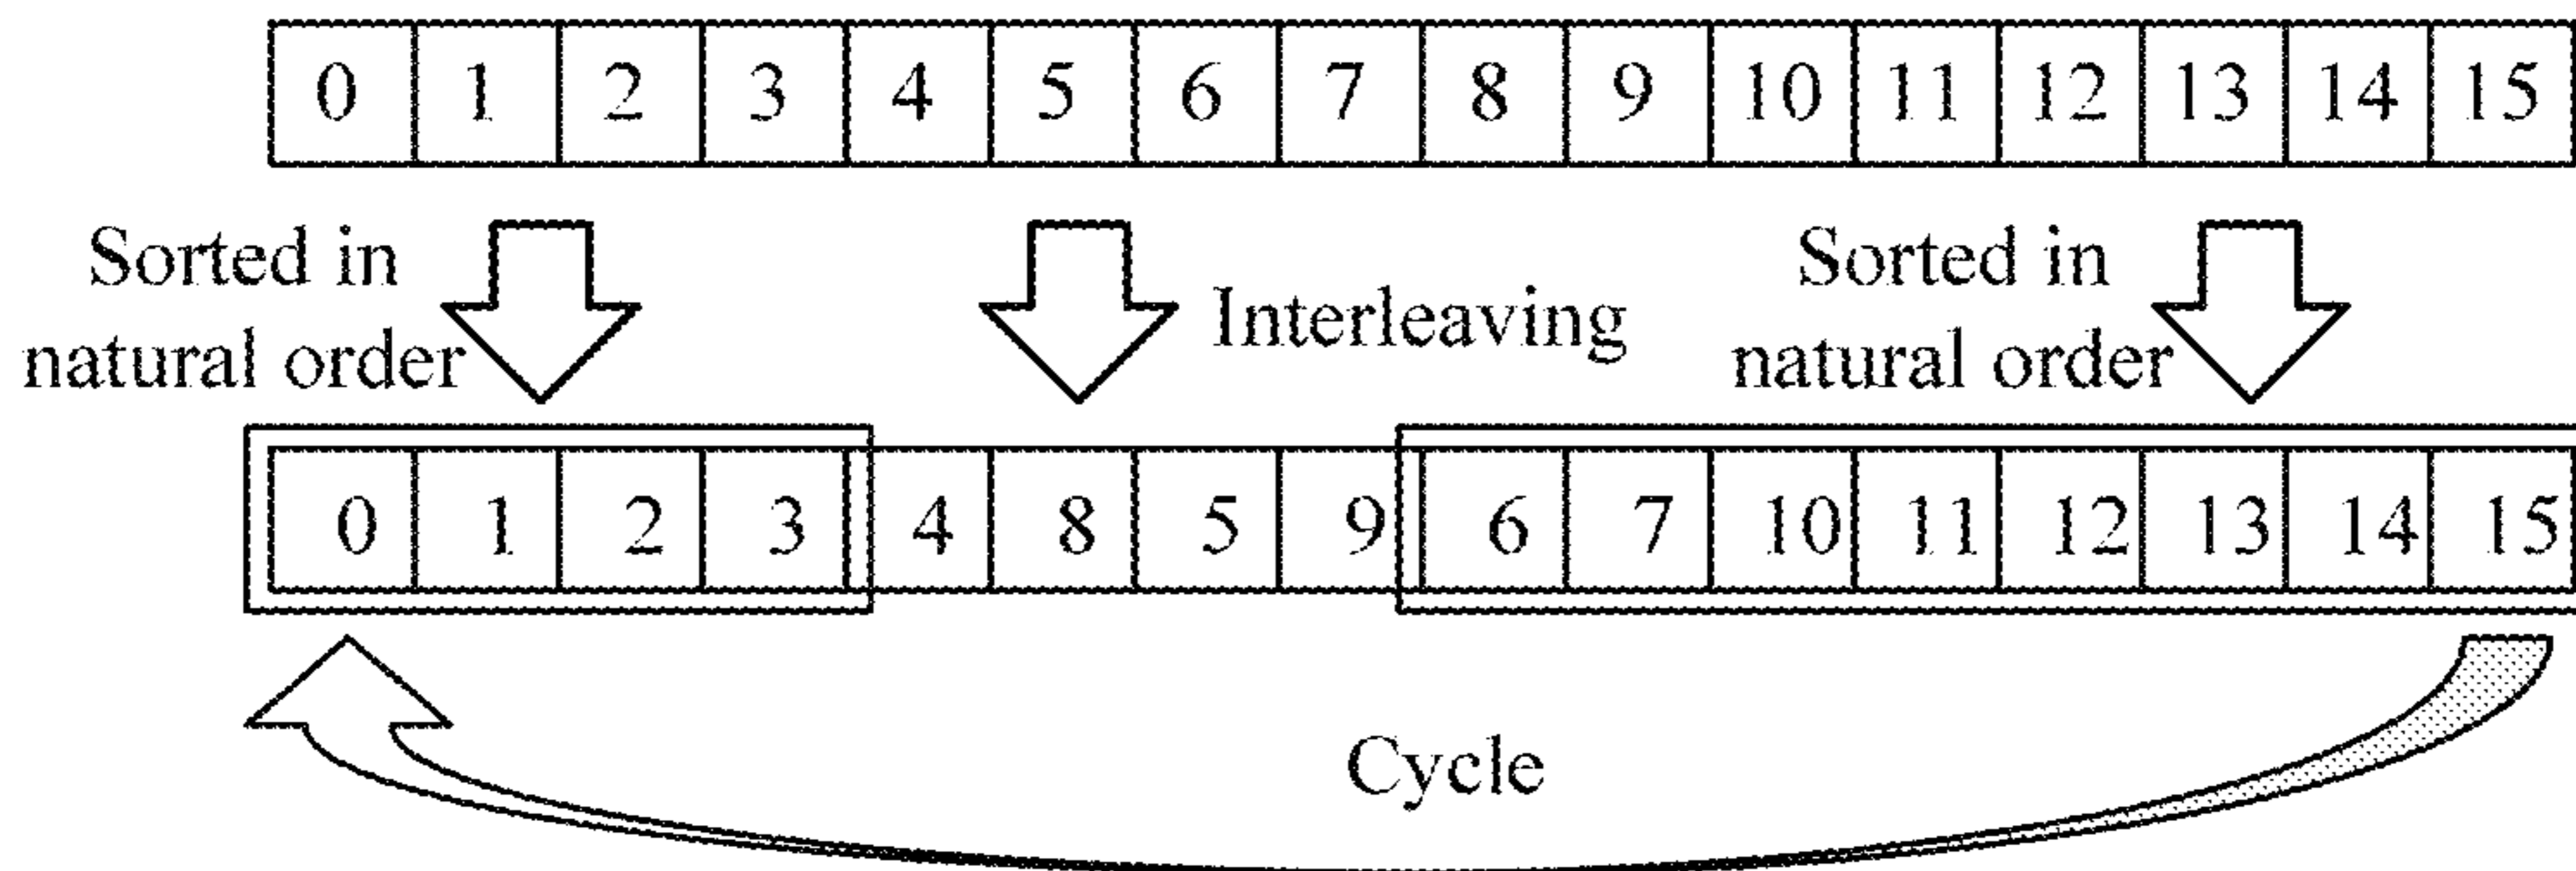 0 1 2 3 4 5 6 7 8 9 10 11 12 13 14 15
Sorted in
natural order
Interleaving
Sorted in
natural order
0 1 2 3 4 8 5 9 6 7 10 11 12 13 14 15
Cycle